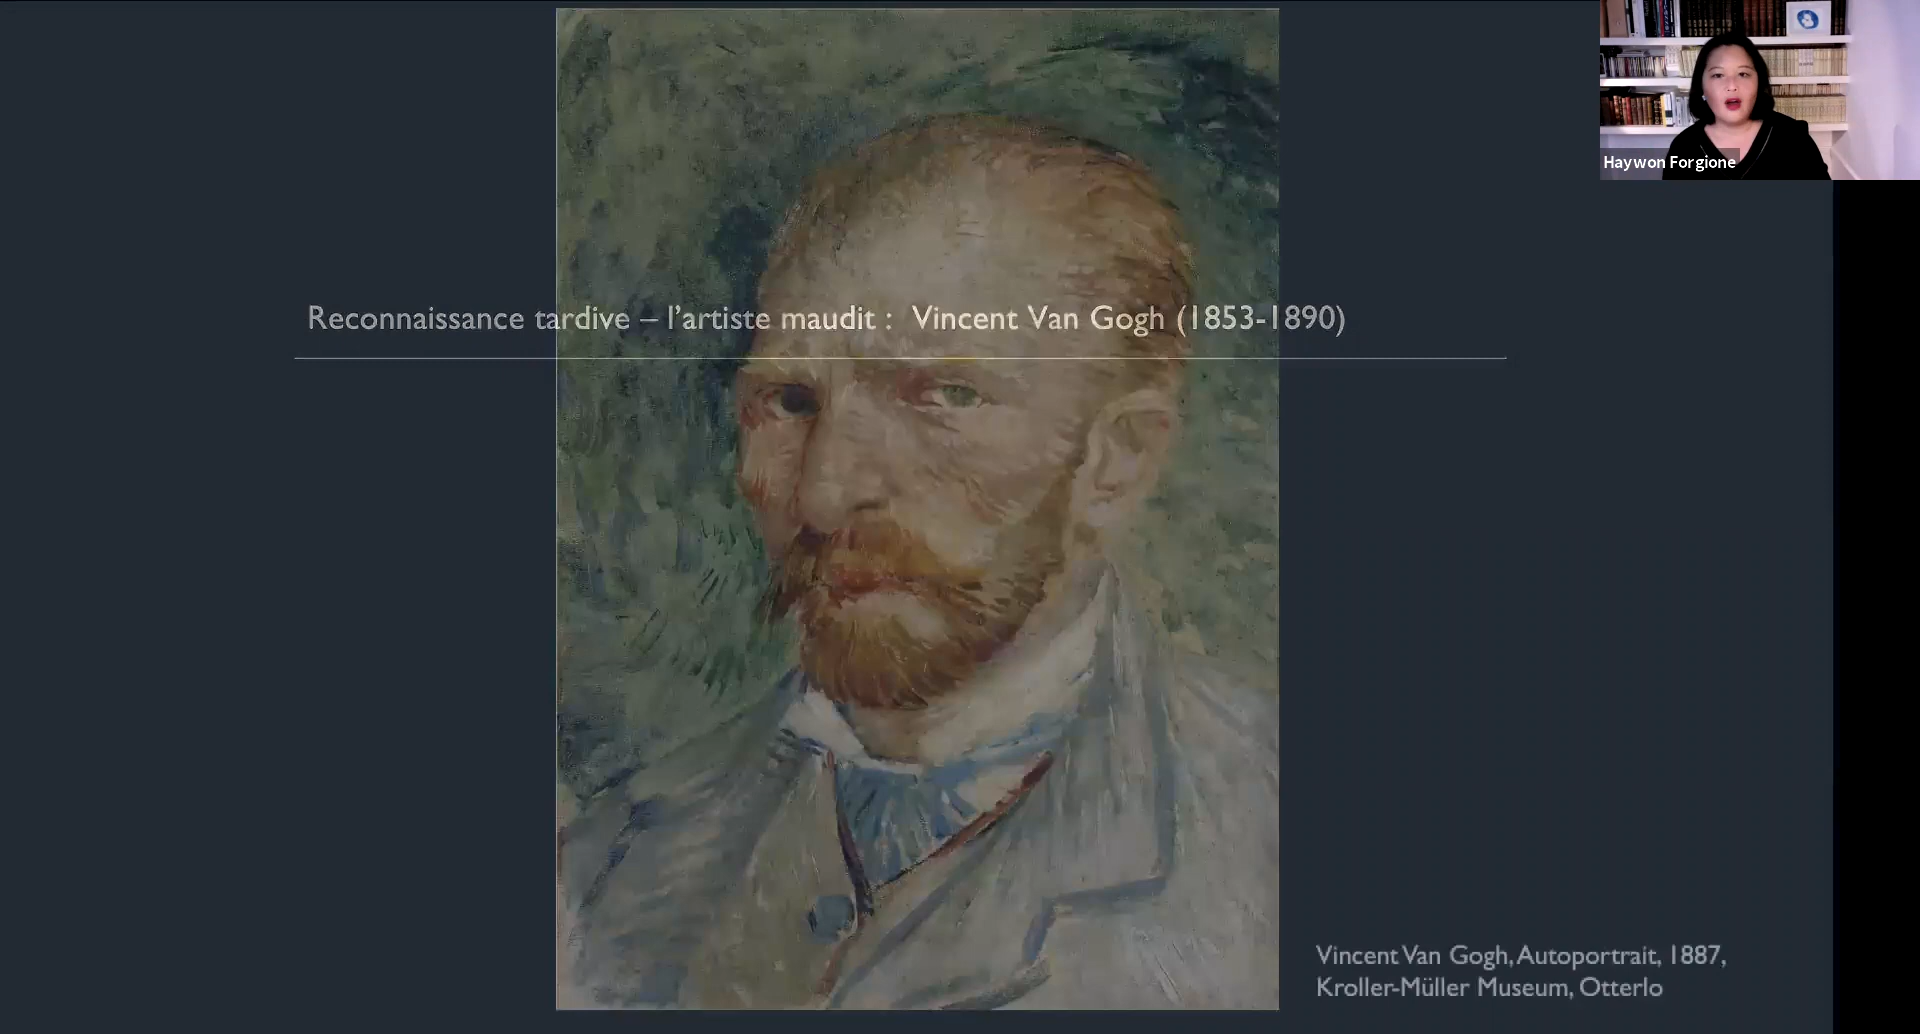 Haywon Forgione
Reconnaissance tardive – l’artiste maudit : Vincent Van Gogh (1853-1890)
Vincent Van Gogh, Autoportrait, 1887,
Kroller-Müller Museum, Otterlo